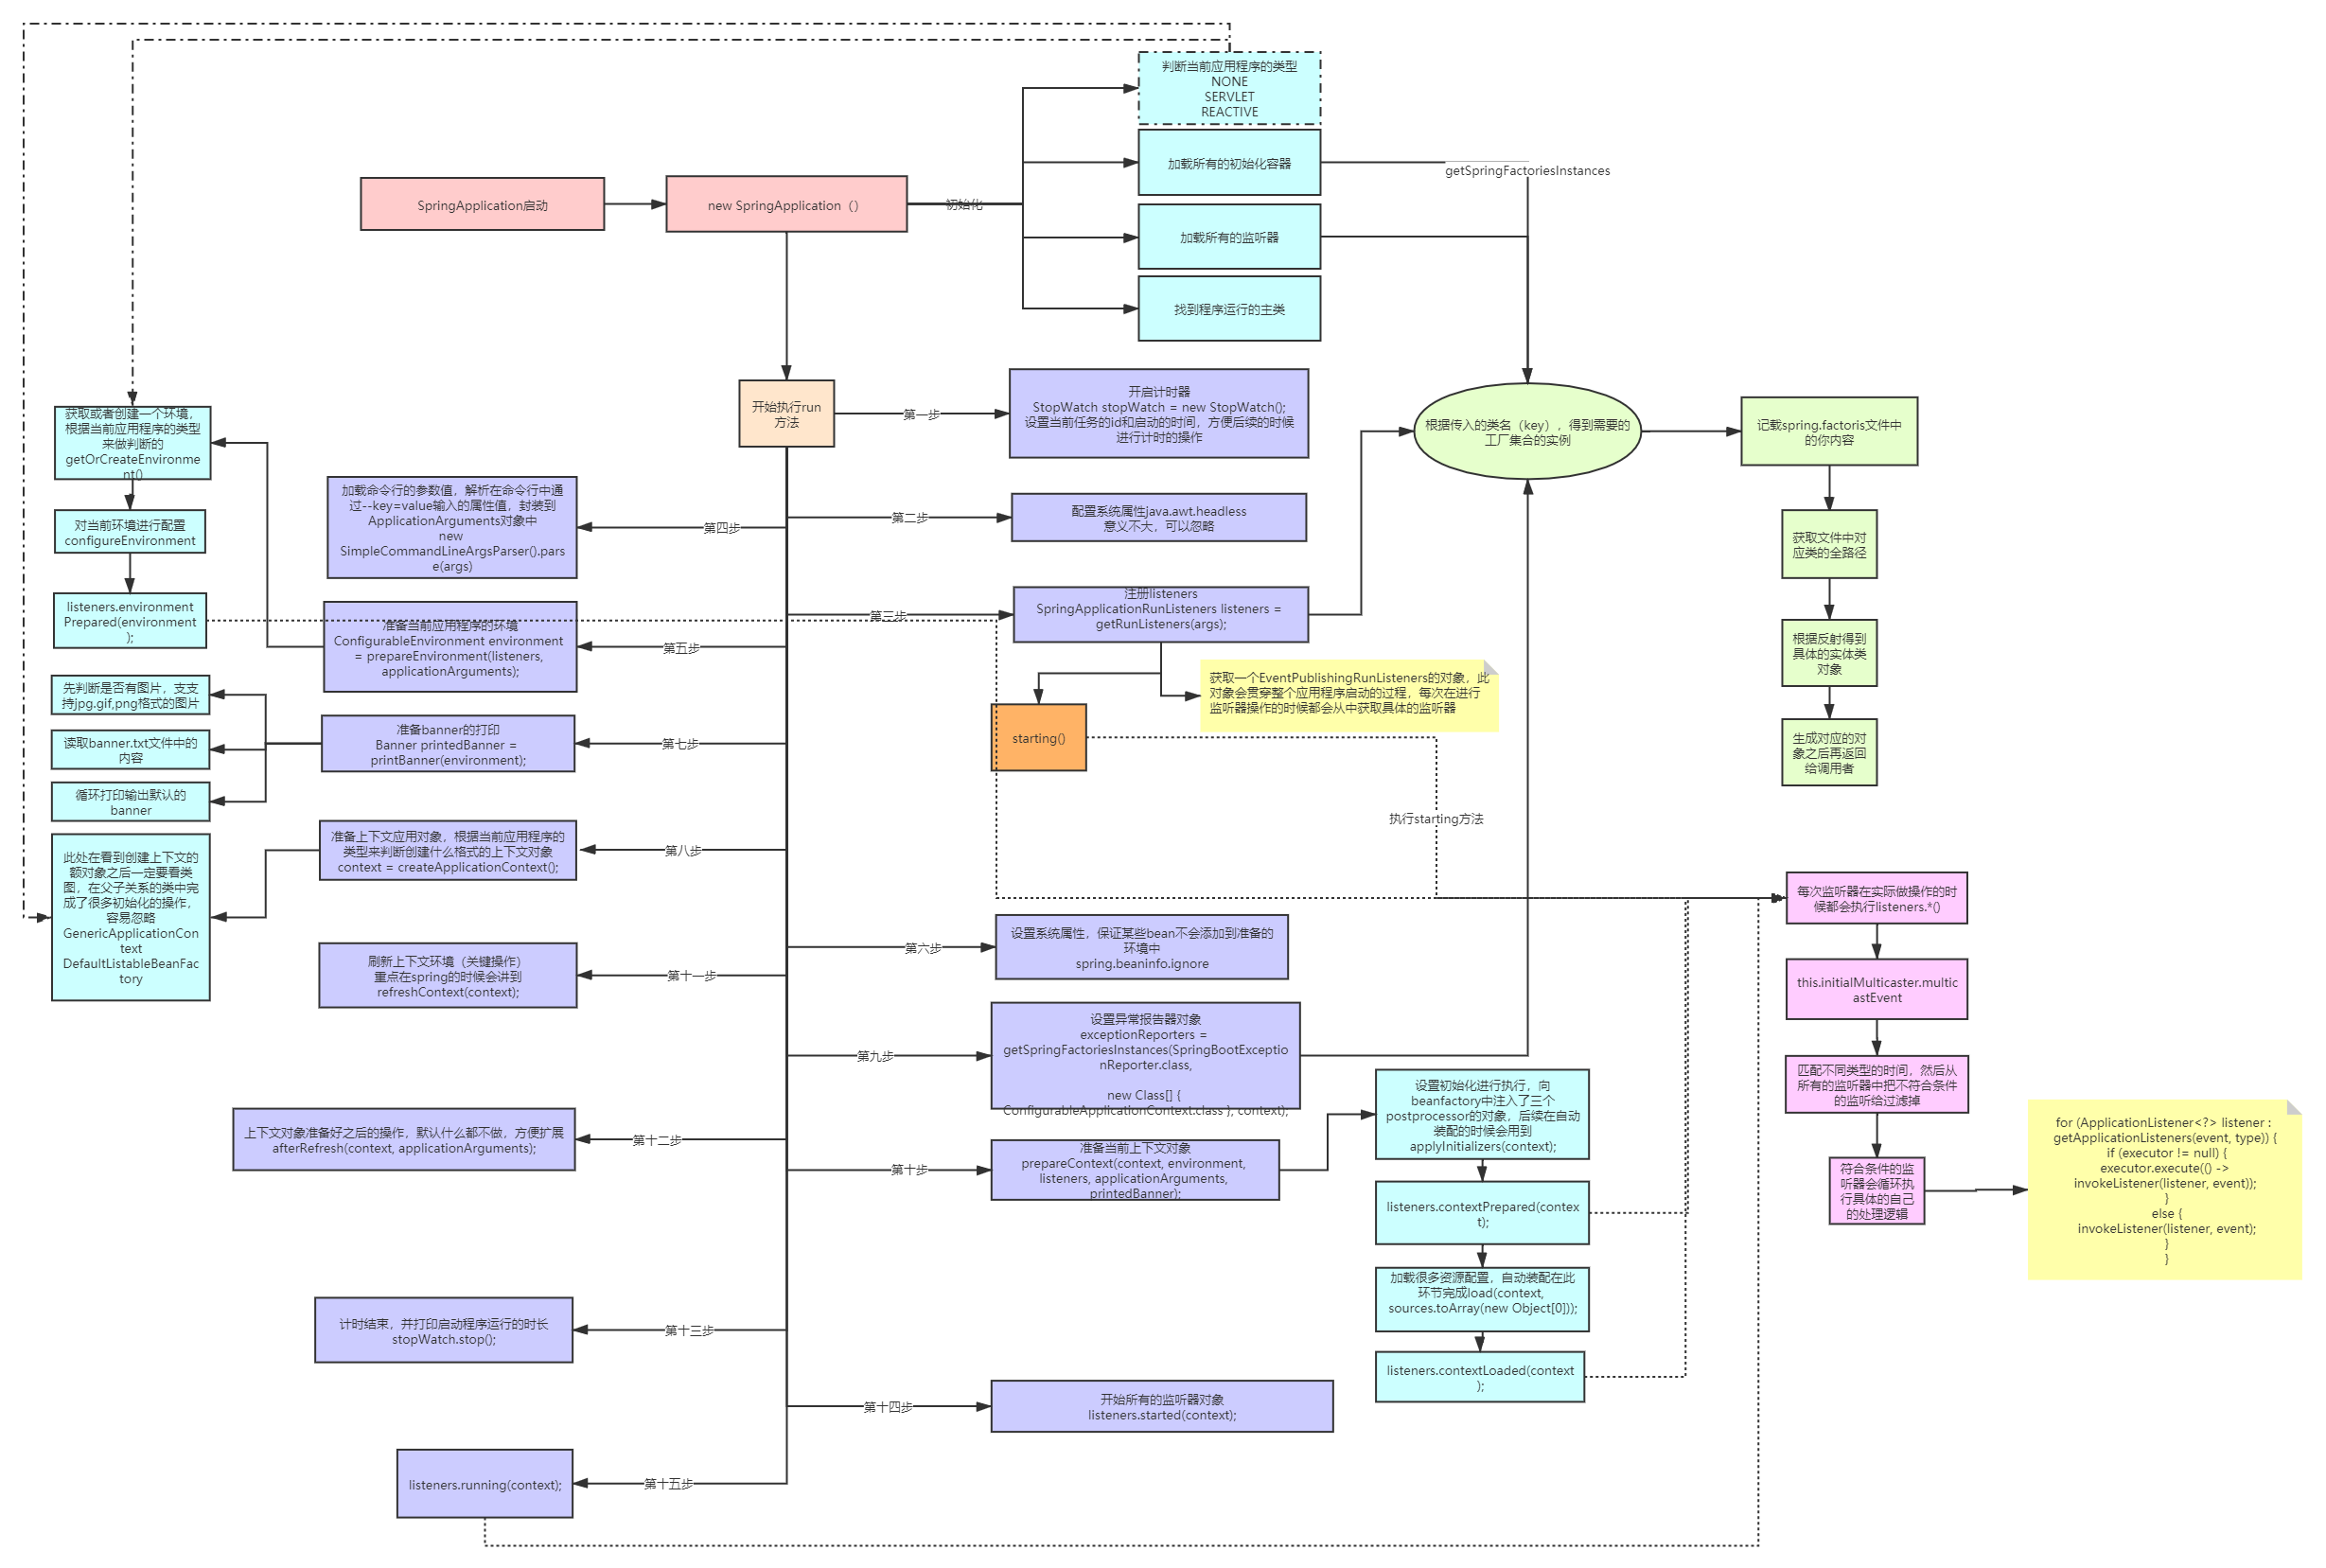 判断当前应用程序的类型
NONE
SERVLET
REACTIVE
加载所有的初始化容器
getSpringFactoriesInstances
SpringApplication启动
new SpringApplication（）
初始化
加载所有的监听器
找到程序运行的主类
开始执行run
方法
第一步
开启计时器
StopWatch stopWatch = new StopWatch();
设置当前任务的id和启动的时间，方便后续的时候
进行计时的操作
根据传入的类名（key），得到需要的
工厂集合的实例
记载spring.factoris文件中
的你内容
获取文件中对
应类的全路径
根据反射得到
具体的实体类
对象
生成对应的对
象之后再返回
给调用者
获取或者创建一个环境，
根据当前应用程序的类型
来做判断的
getOrCreateEnvironme
nt()
对当前环境进行配置
configureEnvironment
listeners.environment
Prepared(environment
);
加载命令行的参数值，解析在命令行中通
过--key=value输入的属性值，封装到
ApplicationArguments对象中
new
SimpleCommandLineArgsParser().pars
e(args)
第四步
第二步
配置系统属性java.awt.headless
意义不大，可以忽略
第三步
注册listeners
SpringApplicationRunListeners listeners =
getRunListeners(args);
准备当前应用程序的环境
ConfigurableEnvironment environment
= prepareEnvironment(listeners,
applicationArguments);
第五步
获取一个EventPublishingRunListeners的对象，此
对象会贯穿整个应用程序启动的过程，每次在进行
监听器操作的时候都会从中获取具体的监听器
starting()
执行starting方法
先判断是否有图片，支支
持jpg.gif,png格式的图片
读取banner.txt文件中的
内容
循环打印输出默认的
banner
准备banner的打印
Banner printedBanner =
printBanner(environment);
第七步
此处在看到创建上下文的
额对象之后一定要看类
图，在父子关系的类中完
成了很多初始化的操作，
容易忽略
GenericApplicationCon
text
DefaultListableBeanFac
tory
准备上下文应用对象，根据当前应用程序的
类型来判断创建什么格式的上下文对象
context = createApplicationContext();
第八步
第六步
设置系统属性，保证某些bean不会添加到准备的
环境中
spring.beaninfo.ignore
刷新上下文环境（关键操作）
重点在spring的时候会讲到
refreshContext(context);
第十一步
第九步
设置异常报告器对象
exceptionReporters =
getSpringFactoriesInstances(SpringBootExceptio
nReporter.class,
new Class[] {
ConfigurableApplicationContext.class }, context);
每次监听器在实际做操作的时
候都会执行listeners.*()
this.initialMulticaster.multic
astEvent
匹配不同类型的时间，然后从
所有的监听器中把不符合条件
的监听给过滤掉
符合条件的监
听器会循环执
行具体的自己
的处理逻辑
for (ApplicationListener<?> listener :
getApplicationListeners(event, type)) {
if (executor != null) {
executor.execute(() ->
invokeListener(listener, event));
}
else {
invokeListener(listener, event);
}
}
上下文对象准备好之后的操作，默认什么都不做，方便扩展
afterRefresh(context, applicationArguments);
第十二步
第十步
准备当前上下文对象
prepareContext(context, environment,
listeners, applicationArguments,
printedBanner);
设置初始化进行执行，向
beanfactory中注入了三个
postprocessor的对象，后续在自动
装配的时候会用到
applyInitializers(context);
listeners.contextPrepared(contex
t);
加载很多资源配置，自动装配在此
环节完成load(context,
sources.toArray(new Object[0]));
listeners.contextLoaded(context
);
计时结束，并打印启动程序运行的时长
stopWatch.stop();
第十三步
第十四步
开始所有的监听器对象
listeners.started(context);
listeners.running(context);
第十五步